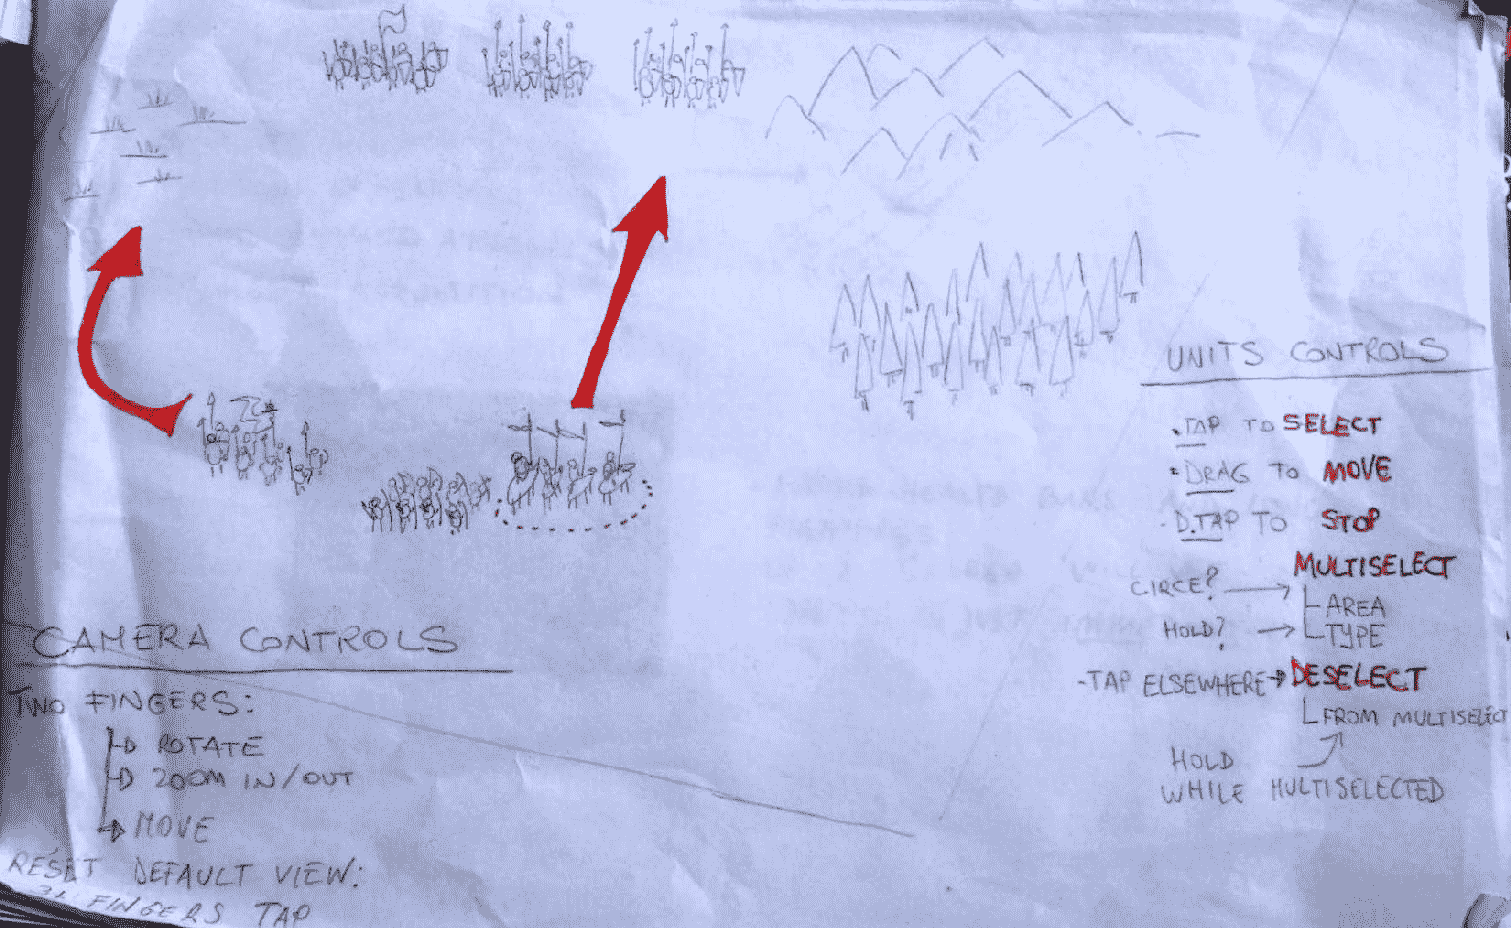 UNITS CONTROLS
. TAP TO SELECT
- DRAG TO MOVE
- D.TAP TO STOP
MULTISELECT
CIRCE? → AREA
HOLD? → TYPE
- TAP ELSEWHERE → DESELECT
FROM MULTISELECT
HOLD
WHILE MULTISELECTED
CAMERA CONTROLS
TWO FINGERS:
ROTATE
ZOOM IN/OUT
MOVE
RESET DEFAULT VIEW:
FINGERS TAP